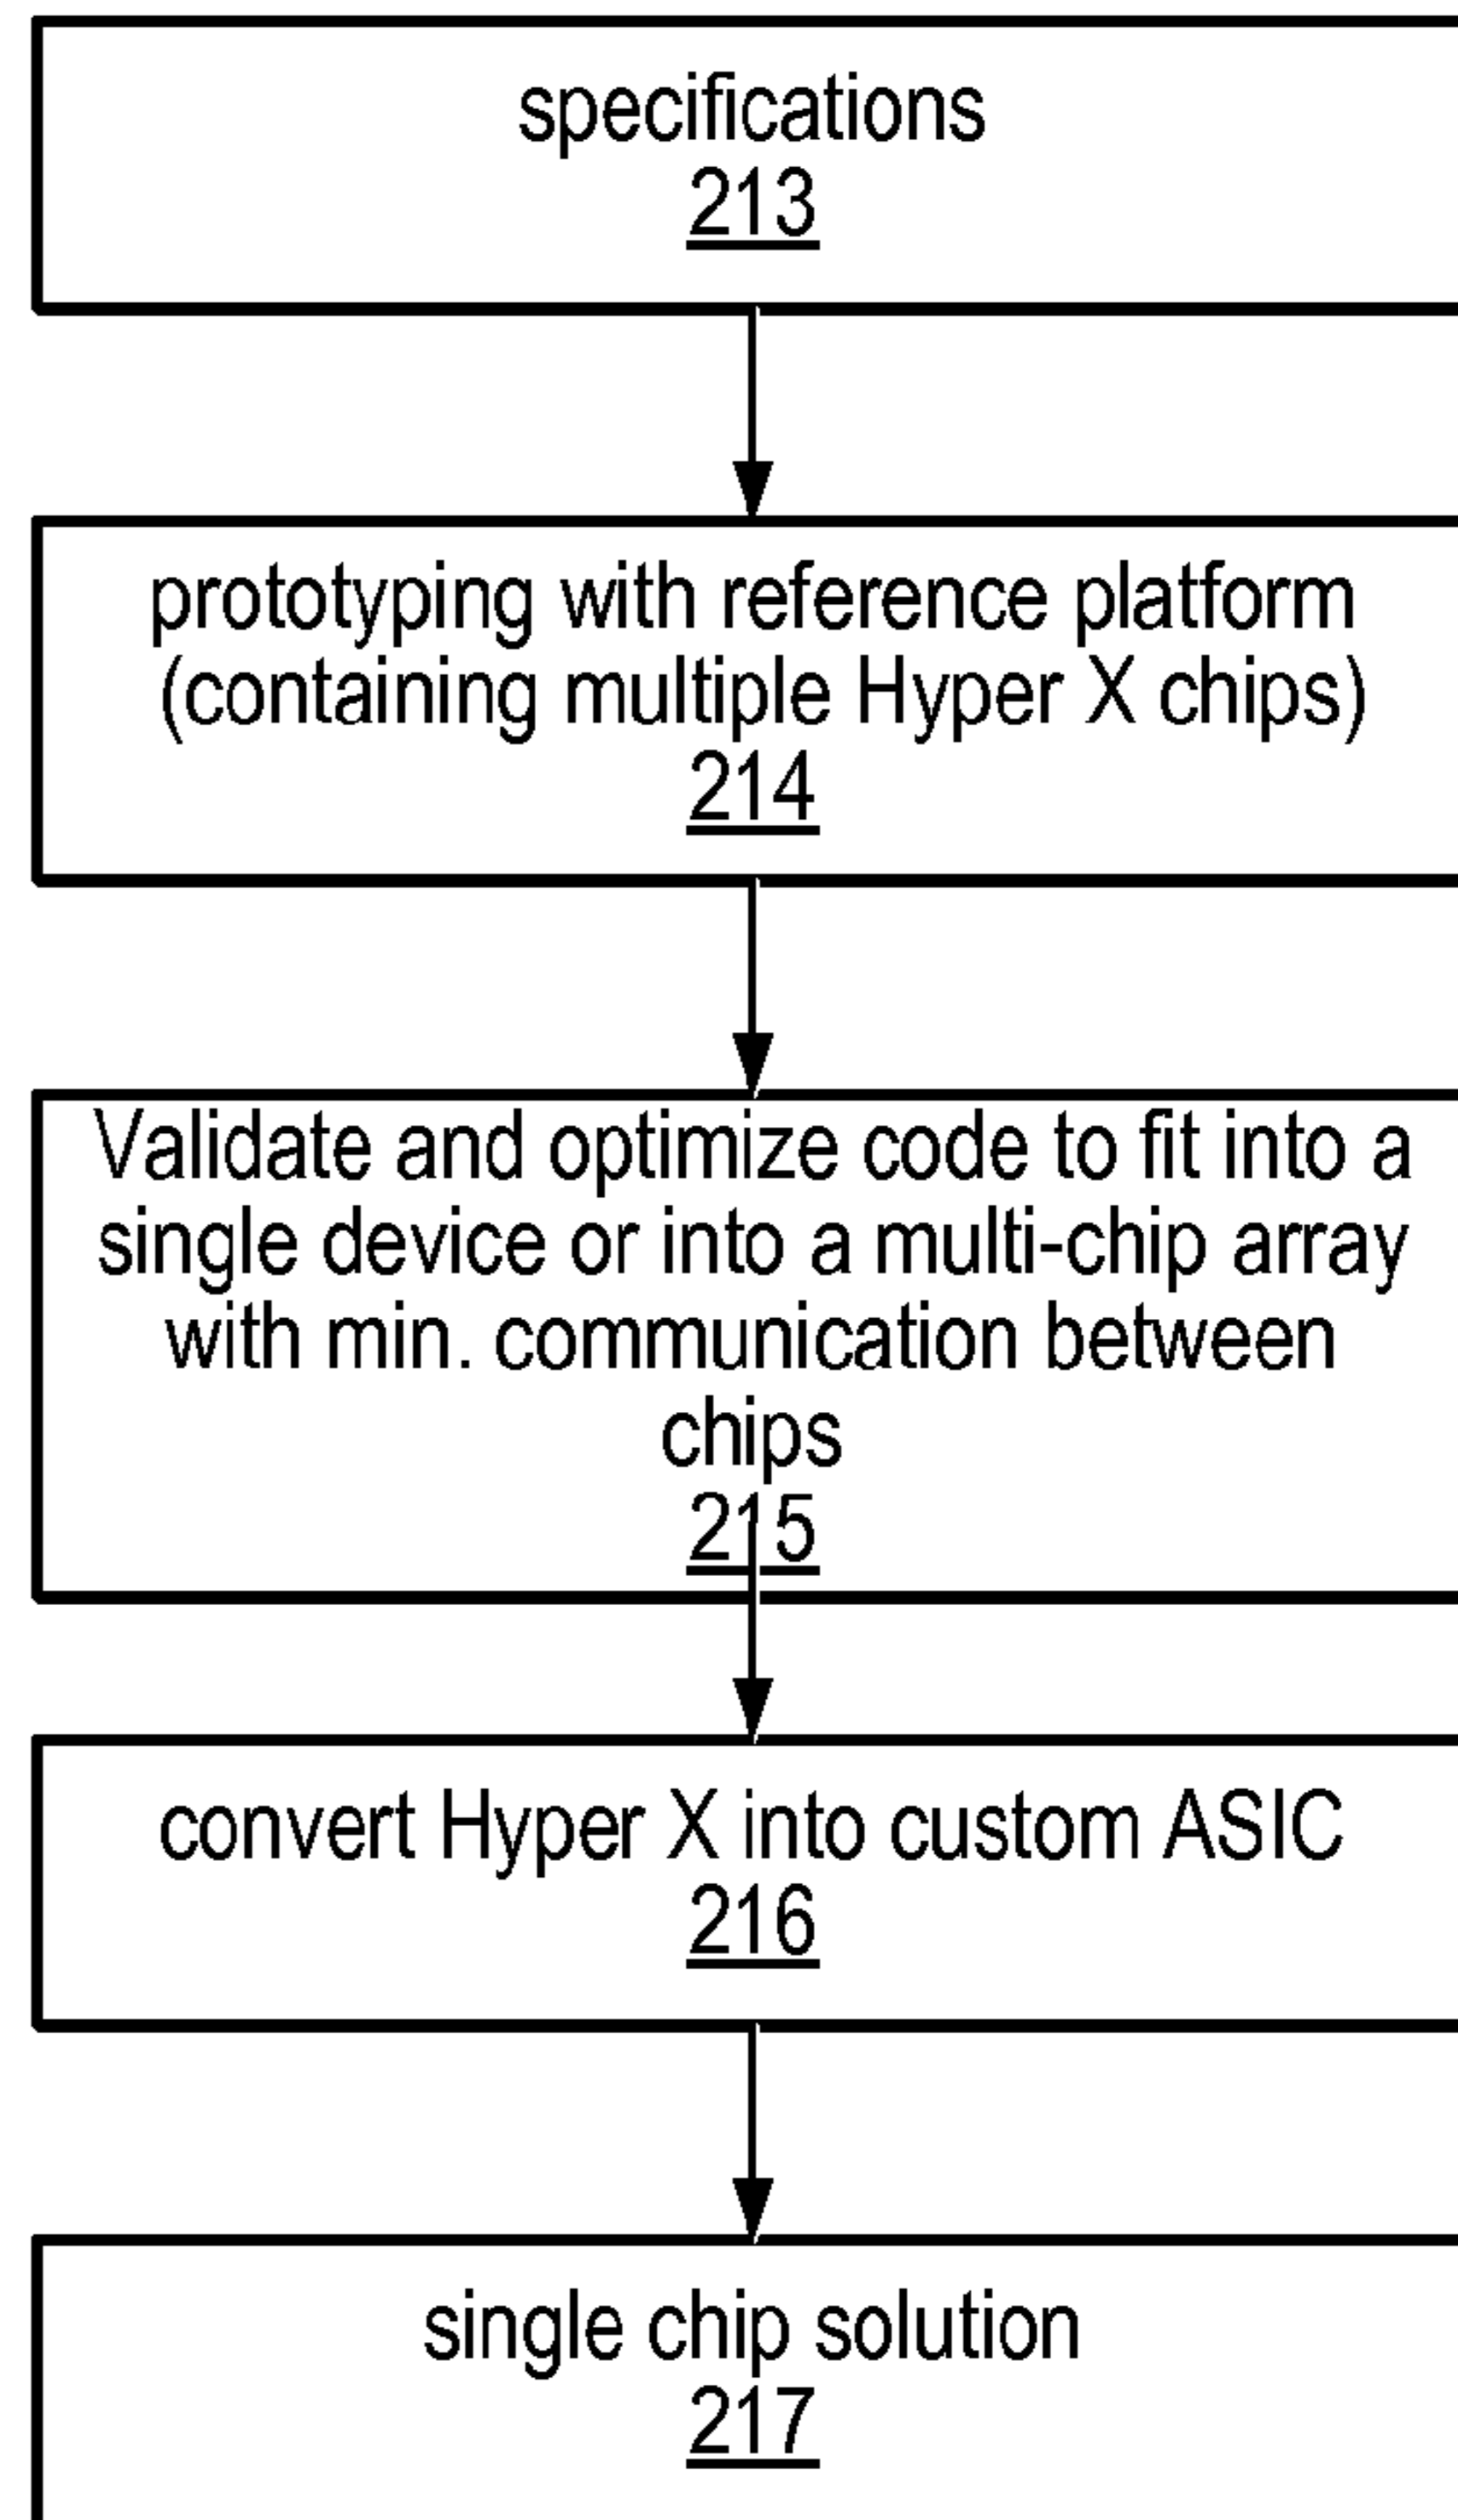 specifications
213
prototyping with reference platform
(containing multiple Hyper X chips)
214
Validate and optimize code to fit into a
single device or into a multi-chip array
with min. communication between
chips
215
convert Hyper X into custom ASIC
216
single chip solution
217